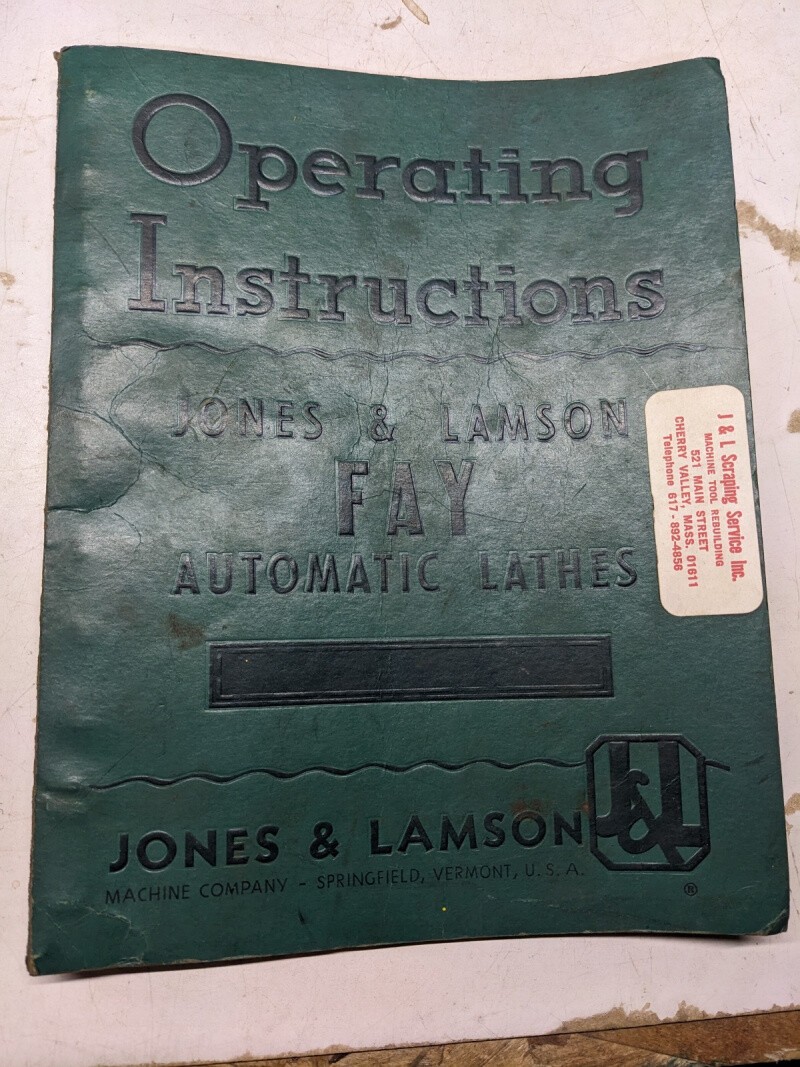 Operating
Instructions
JONES & LAMSON
FAY
AUTOMATIC LATHES
J & L Scraping Service Inc.
MACHINE TOOL REBUILDING
521 MAIN STREET
CHERRY VALLEY, MASS. 01611
Telephone 617-892-4856
J&L
JONES & LAMSON
MACHINE COMPANY - SPRINGFIELD, VERMONT, U. S. A.
®